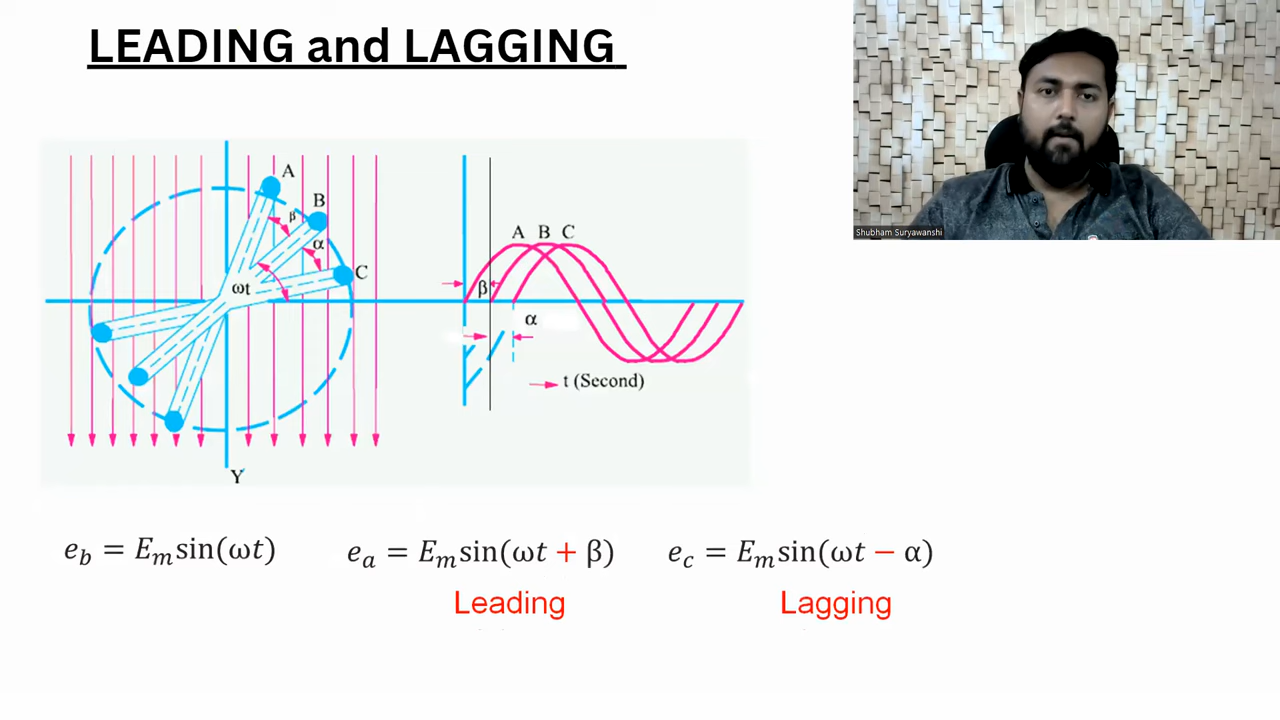 LEADING and LAGGING
Shubham Suryawanshi
A
B
C
β
α
ωt
Y
A B C
β
α
t (Second)
e_b = E_m sin(ωt)
e_a = E_m sin(ωt + β)
e_c = E_m sin(ωt − α)
Leading
Lagging